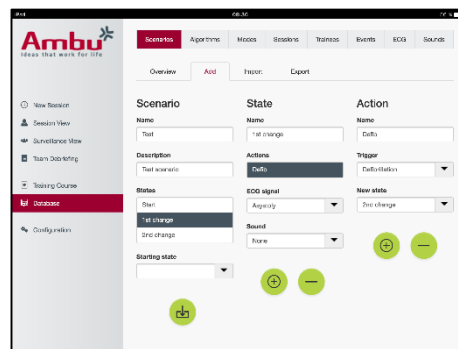 iPad 08:30
Ambu
Ideas that work for life
Scenarios Algorithms Modes Sessions Trainees Events ECG Sounds
Overview Add Import Export
New Session
Session View
Surveillance View
Team Debriefing
Training Course
Database
Configuration
Scenario
Name
Test
Description
Test scenario
States
Start
1st change
2nd change
Starting state
State
Name
1st change
Actions
Defib
ECG signal
Asystoly
Sound
None
Action
Name
Defib
Trigger
Defibrillation
New state
2nd change